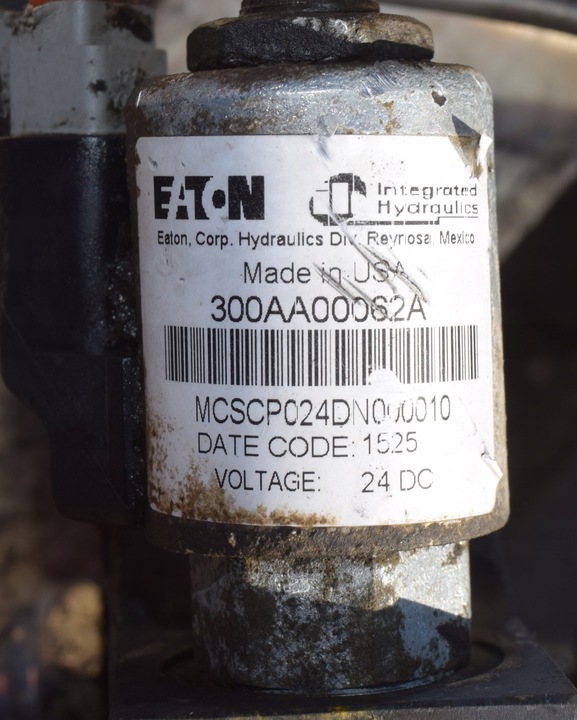 EATON Integrated
Hydraulics
Eaton, Corp. Hydraulics Div. Reynosa, Mexico
Made in USA
300AA00062A
MCSCP024DN000010
DATE CODE: 1525
VOLTAGE: 24 DC